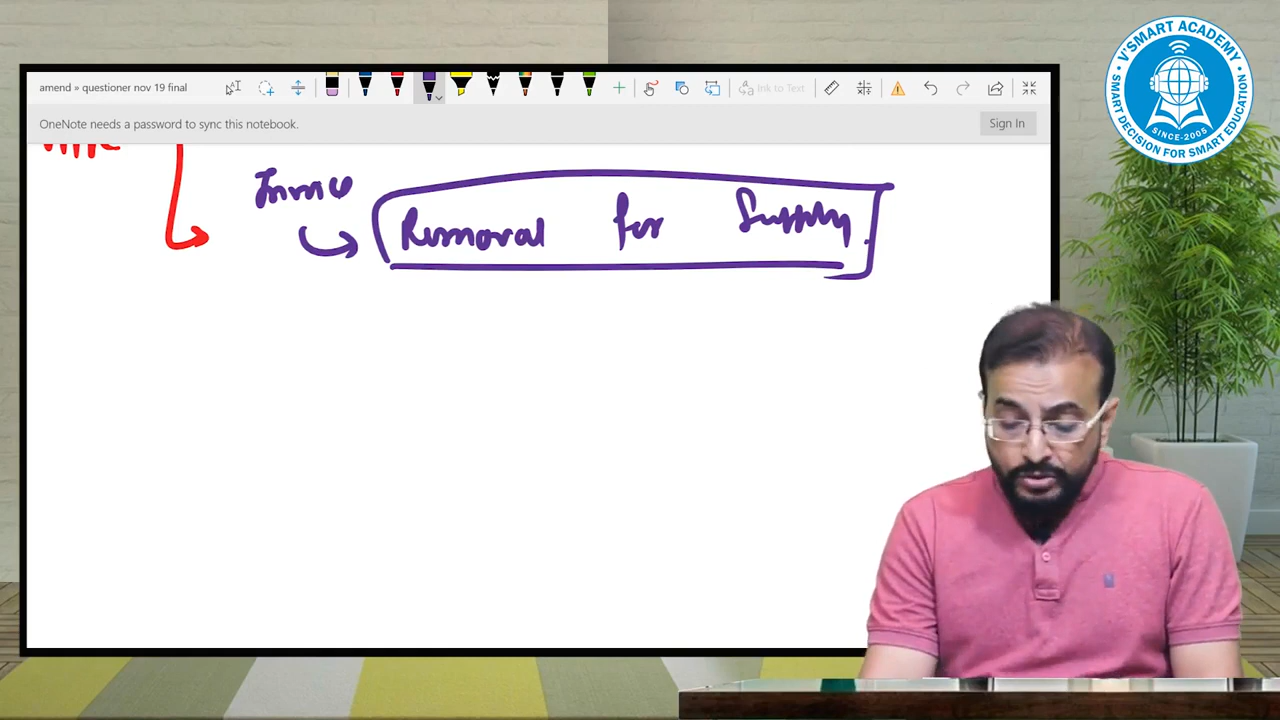 amend » questioner nov 19 final
Ink to Text
OneNote needs a password to sync this notebook.
Sign In
Removal for Supply
V'SMART ACADEMY
SINCE-2005
SMART DECISION FOR SMART EDUCATION